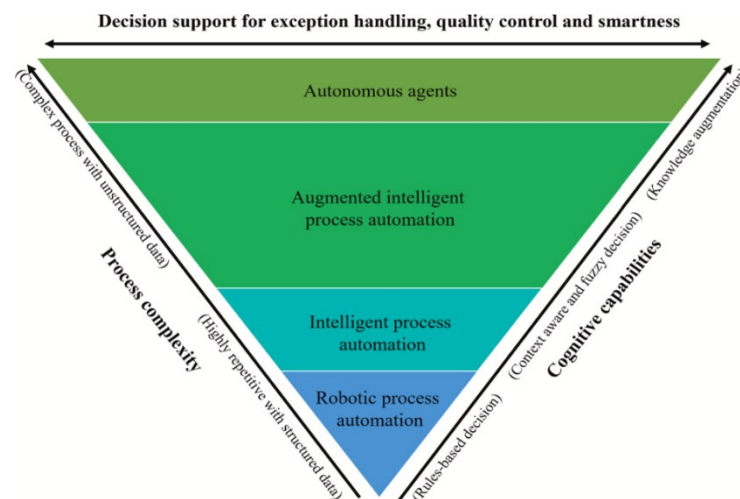 Decision support for exception handling, quality control and smartness
Autonomous agents
(Complex process with unstructured data)
(Knowledge augmentation)
Augmented intelligent
process automation
Process complexity
(Context aware and fuzzy decision)
Cognitive capabilities
Intelligent process
automation
(Highly repetitive with structured data)
Robotic process
automation
(Rules-based decision)